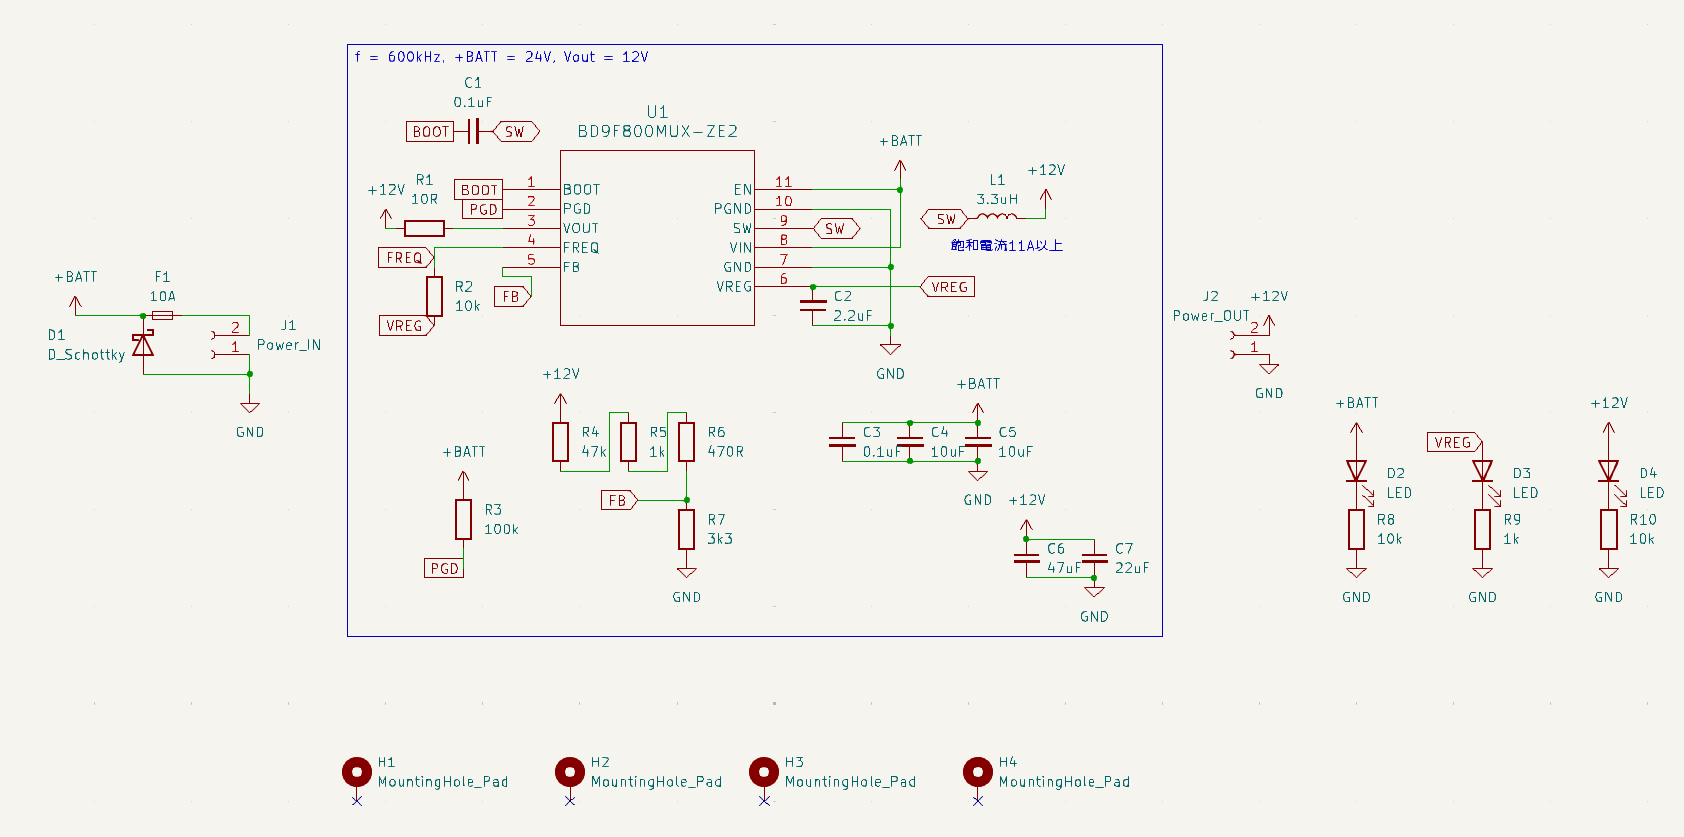 f = 600kHz, +BATT = 24V, Vout = 12V
C1
0.1uF
BOOT
SW
U1
BD9F800MUX-ZE2
+12V
R1
10R
BOOT
PGD
FREQ
R2
10k
VREG
FB
1
2
3
4
5
BOOT
PGD
VOUT
FREQ
FB
EN
PGND
SW
VIN
GND
VREG
11
10
9
8
7
6
SW
+BATT
C2
2.2uF
VREG
GND
SW
L1
3.3uH
+12V
飽和電流11A以上
+BATT
F1
10A
D1
D_Schottky
2
1
J1
Power_IN
GND
J2
Power_OUT
+12V
2
1
GND
+12V
R4
47k
R5
1k
R6
470R
FB
R7
3k3
GND
+BATT
R3
100k
PGD
+BATT
C3
0.1uF
C4
10uF
C5
10uF
GND
+12V
C6
47uF
C7
22uF
GND
+BATT
D2
LED
R8
10k
GND
VREG
D3
LED
R9
1k
GND
+12V
D4
LED
R10
10k
GND
H1
MountingHole_Pad
H2
MountingHole_Pad
H3
MountingHole_Pad
H4
MountingHole_Pad